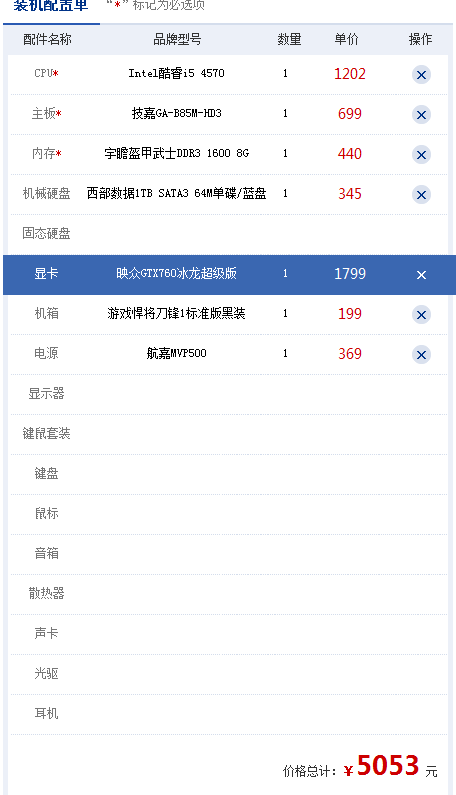 装机配置单 “*”标记为必选项
配件名称 品牌型号 数量 单价 操作
CPU* Intel酷睿i5 4570 1 1202 ×
主板* 技嘉GA-B85M-HD3 1 699 ×
内存* 宇瞻盔甲武士DDR3 1600 8G 1 440 ×
机械硬盘 西部数据1TB SATA3 64M单碟/蓝盘 1 345 ×
固态硬盘
显卡 映众GTX760冰龙超级版 1 1799 ×
机箱 游戏悍将刀锋1标准版黑装 1 199 ×
电源 航嘉MVP500 1 369 ×
显示器
键鼠套装
键盘
鼠标
音箱
散热器
声卡
光驱
耳机
价格总计：¥5053 元